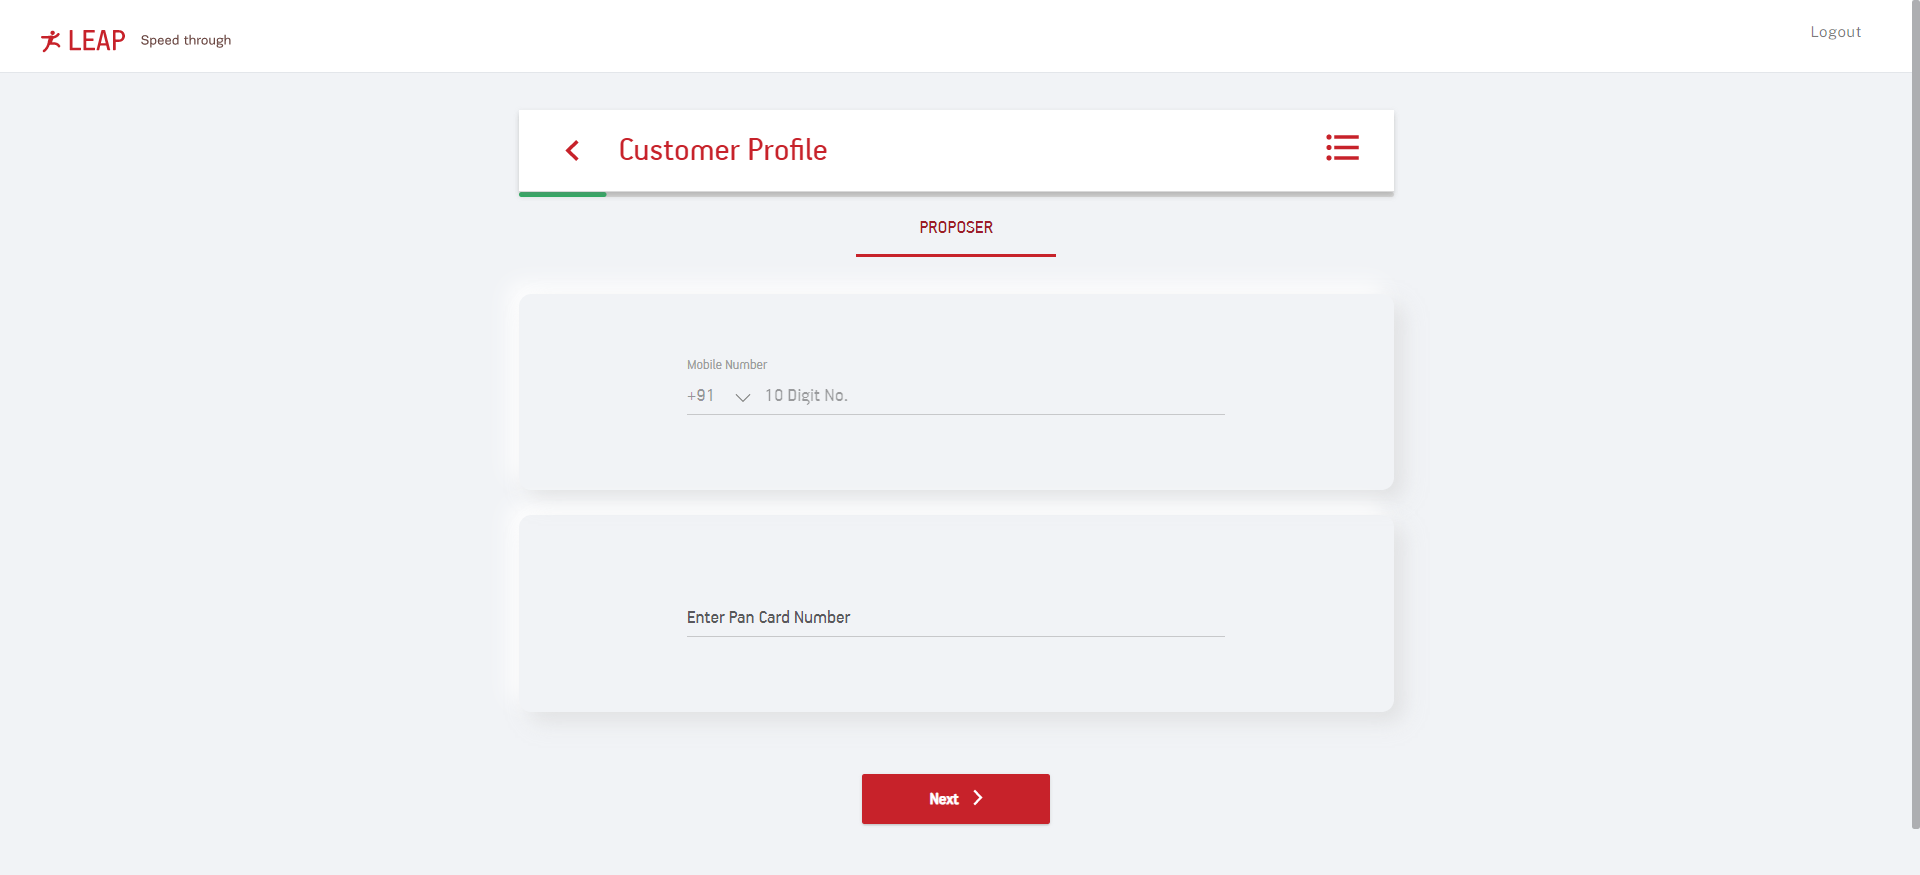 LEAP Speed through
Logout
Customer Profile
PROPOSER
Mobile Number
+91 10 Digit No.
Enter Pan Card Number
Next